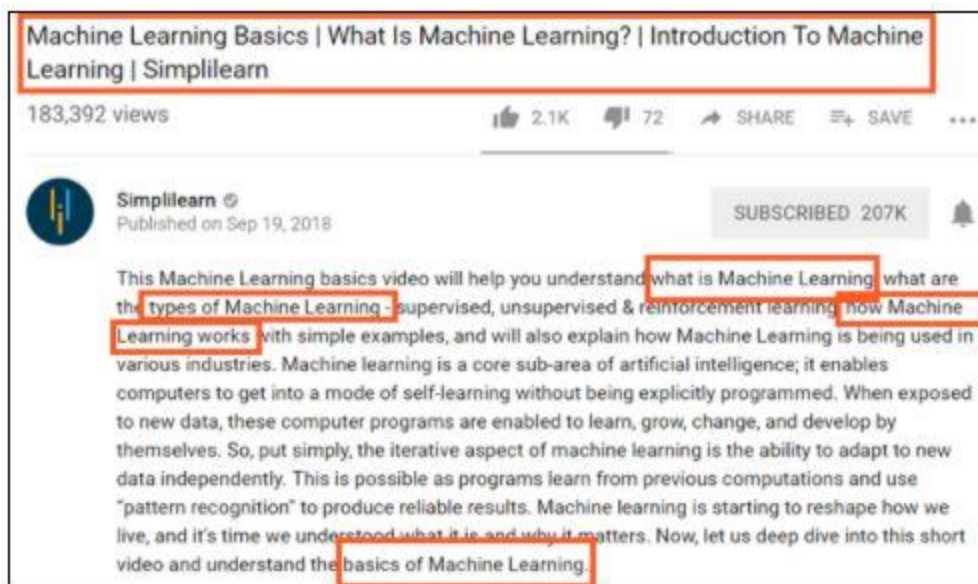 Machine Learning Basics | What Is Machine Learning? | Introduction To Machine
Learning | Simplilearn
183,392 views
2.1K 72 SHARE SAVE
Simplilearn
Published on Sep 19, 2018
SUBSCRIBED 207K
This Machine Learning basics video will help you understand what is Machine Learning, what are
the types of Machine Learning - supervised, unsupervised & reinforcement learning, how Machine
Learning works with simple examples, and will also explain how Machine Learning is being used in
various industries. Machine learning is a core sub-area of artificial intelligence; it enables
computers to get into a mode of self-learning without being explicitly programmed. When exposed
to new data, these computer programs are enabled to learn, grow, change, and develop by
themselves. So, put simply, the iterative aspect of machine learning is the ability to adapt to new
data independently. This is possible as programs learn from previous computations and use
"pattern recognition" to produce reliable results. Machine learning is starting to reshape how we
live, and it's time we understood what it is and why it matters. Now, let us deep dive into this short
video and understand the basics of Machine Learning.